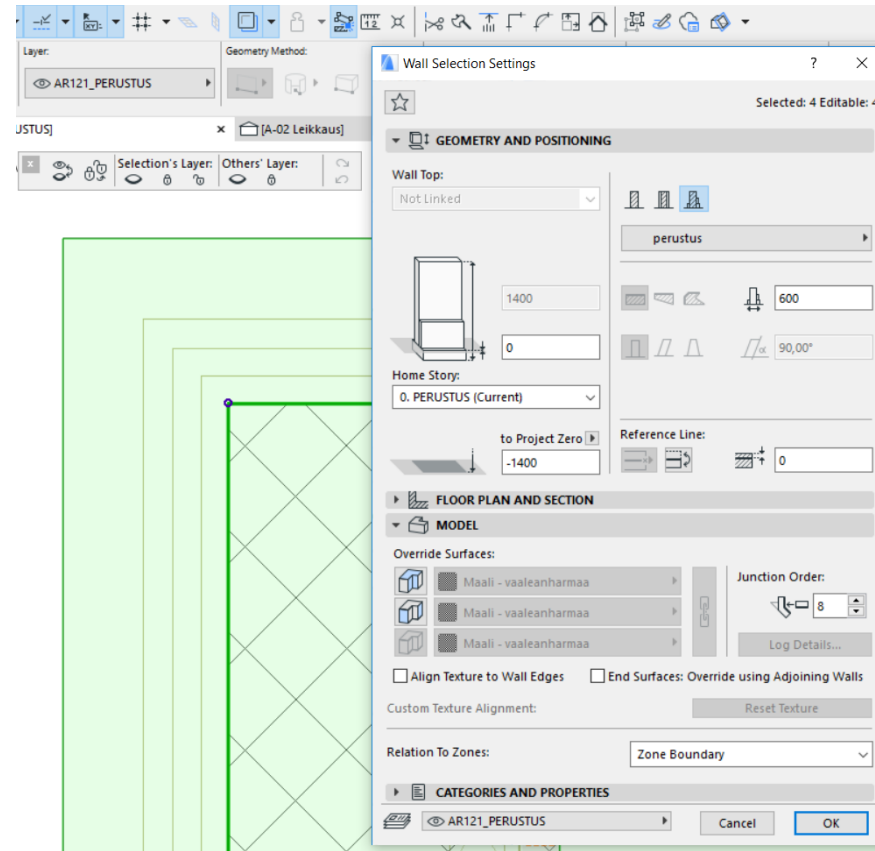 XY:
12
Layer:
Geometry Method:
Wall Selection Settings
?
AR121_PERUSTUS
Selected: 4 Editable: 4
USTUS]
[A-02 Leikkaus]
GEOMETRY AND POSITIONING
Selection's Layer:
Others' Layer:
Wall Top:
Not Linked
perustus
1400
600
0
α
90,00°
Home Story:
0. PERUSTUS (Current)
to Project Zero
Reference Line:
-1400
0
FLOOR PLAN AND SECTION
MODEL
Override Surfaces:
Maali - vaaleanharmaa
Junction Order:
Maali - vaaleanharmaa
8
Maali - vaaleanharmaa
Log Details...
Align Texture to Wall Edges
End Surfaces: Override using Adjoining Walls
Custom Texture Alignment:
Reset Texture
Relation To Zones:
Zone Boundary
CATEGORIES AND PROPERTIES
AR121_PERUSTUS
Cancel
OK